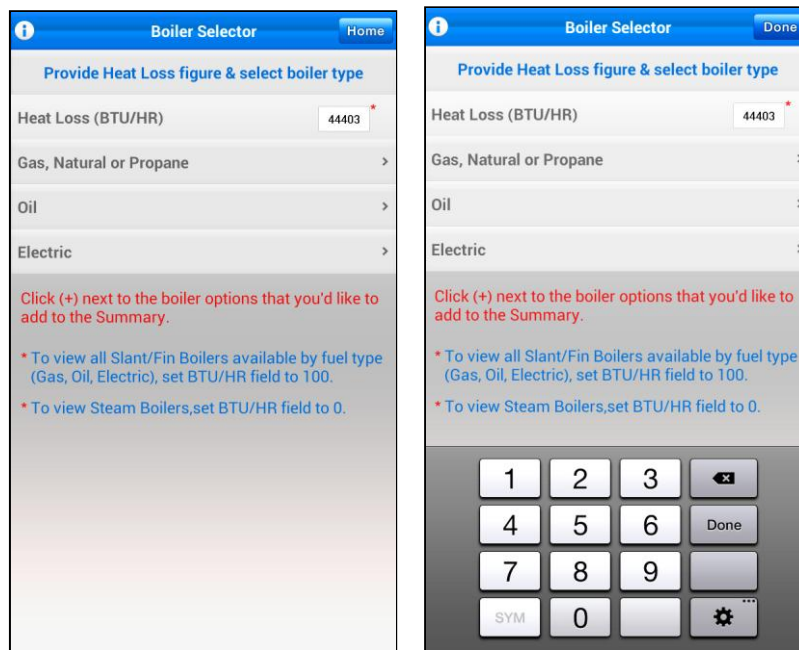 Boiler Selector
Home
Provide Heat Loss figure & select boiler type
Heat Loss (BTU/HR)
44403 *
Gas, Natural or Propane >
Oil >
Electric >
Click (+) next to the boiler options that you'd like to
add to the Summary.
* To view all Slant/Fin Boilers available by fuel type
(Gas, Oil, Electric), set BTU/HR field to 100.
* To view Steam Boilers,set BTU/HR field to 0.
Boiler Selector
Done
Provide Heat Loss figure & select boiler type
Heat Loss (BTU/HR)
44403 *
Gas, Natural or Propane
Oil
Electric
Click (+) next to the boiler options that you'd like to
add to the Summary.
* To view all Slant/Fin Boilers available by fuel type
(Gas, Oil, Electric), set BTU/HR field to 100.
* To view Steam Boilers,set BTU/HR field to 0.
1 2 3
4 5 6 Done
7 8 9
SYM 0